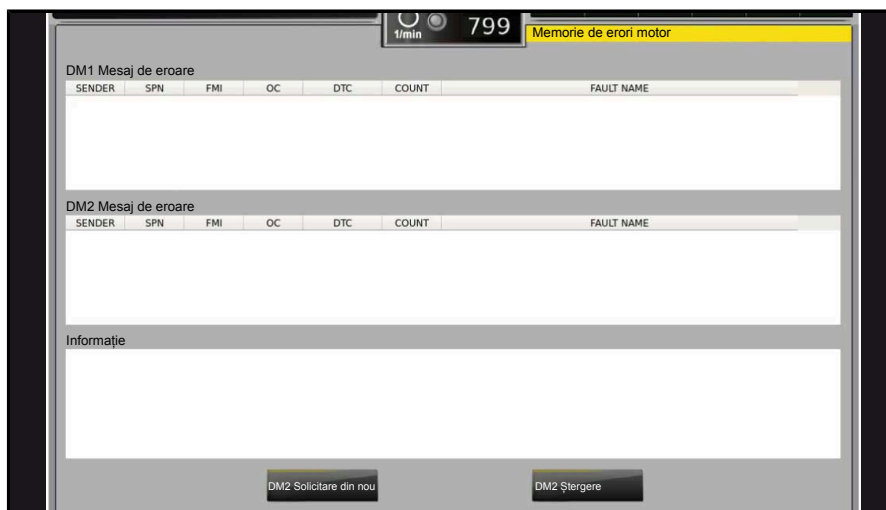 1/min 799
Memorie de erori motor
DM1 Mesaj de eroare
SENDER SPN FMI OC DTC COUNT FAULT NAME
DM2 Mesaj de eroare
SENDER SPN FMI OC DTC COUNT FAULT NAME
Informație
DM2 Solicitare din nou DM2 Ștergere